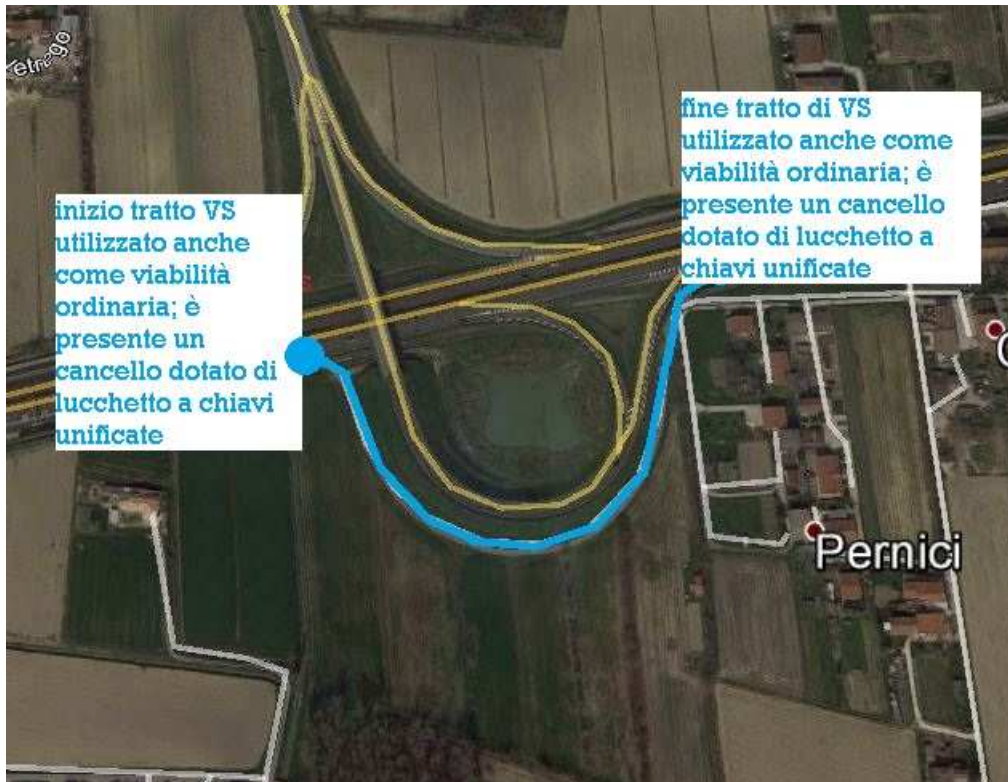 inizio tratto VS
utilizzato anche
come viabilità
ordinaria; è
presente un
cancello dotato di
lucchetto a chiavi
unificate
fine tratto di VS
utilizzato anche come
viabilità ordinaria; è
presente un cancello
dotato di lucchetto a
chiavi unificate
Pernici